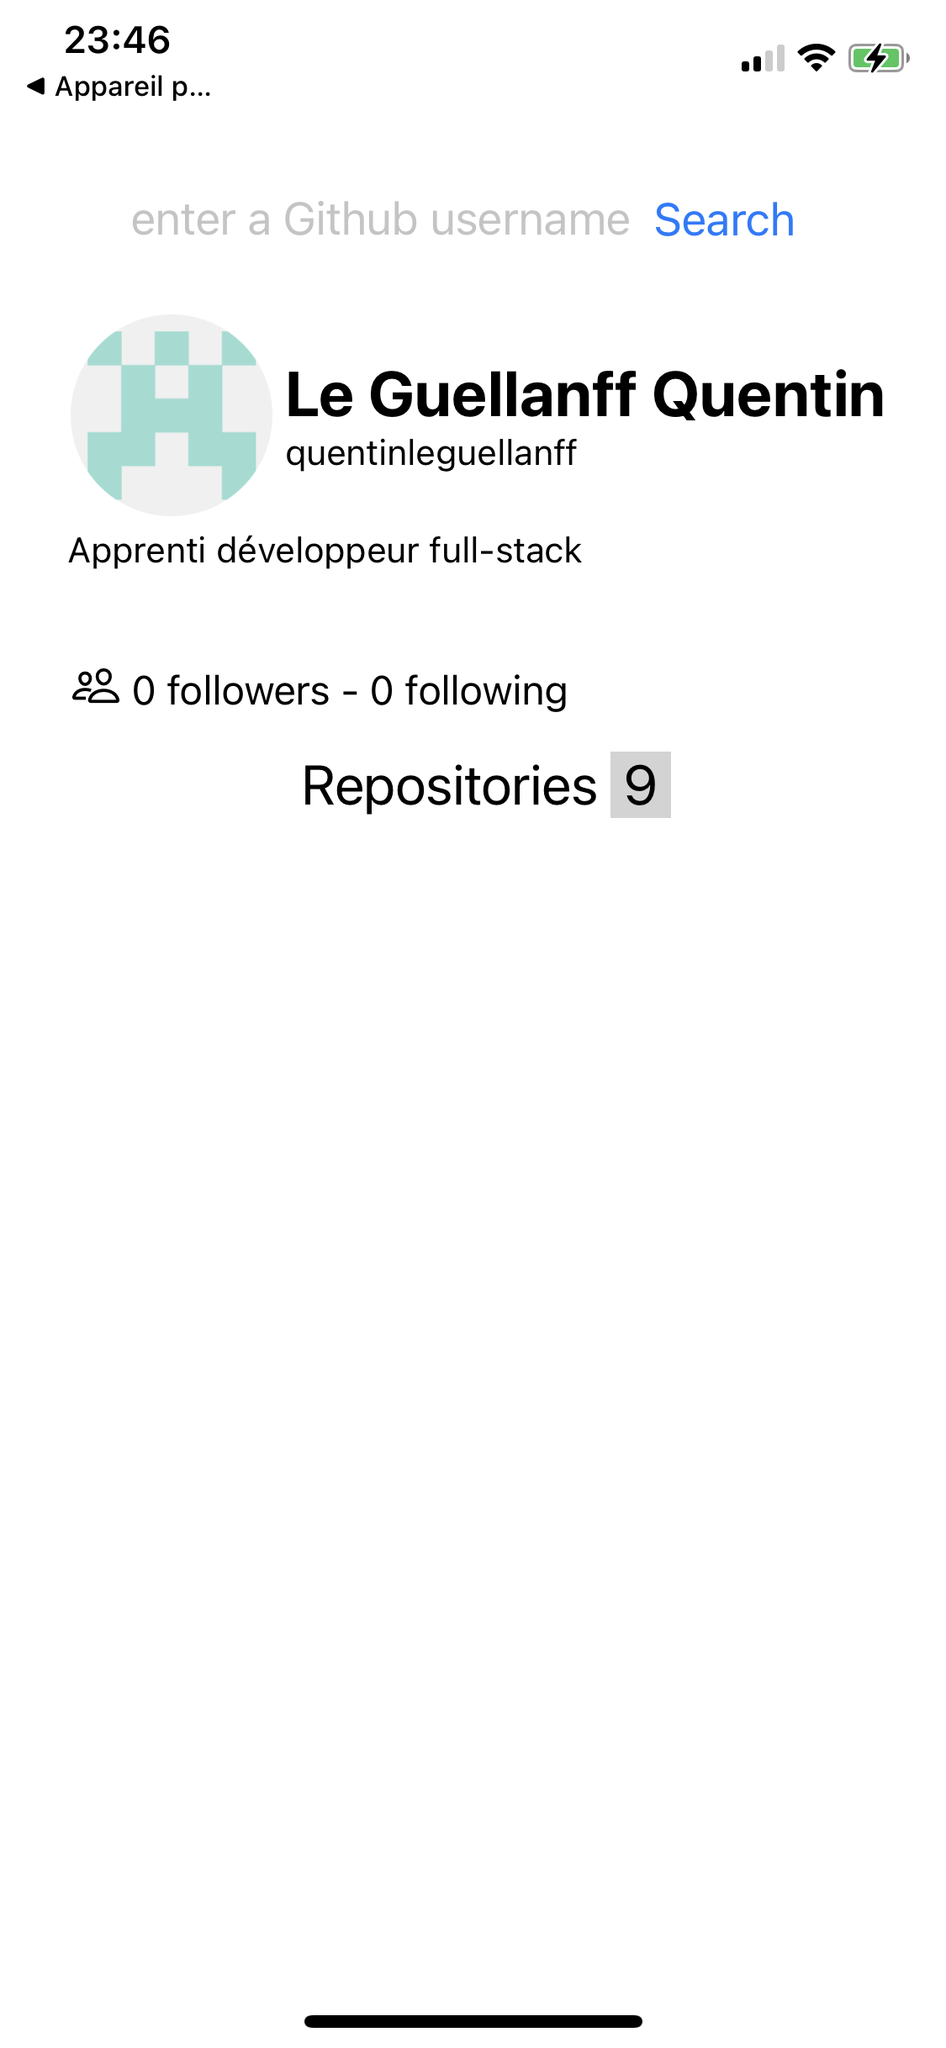 23:46
◀ Appareil p...
enter a Github username Search
Le Guellanff Quentin
quentinleguellanff
Apprenti développeur full-stack
0 followers - 0 following
Repositories 9